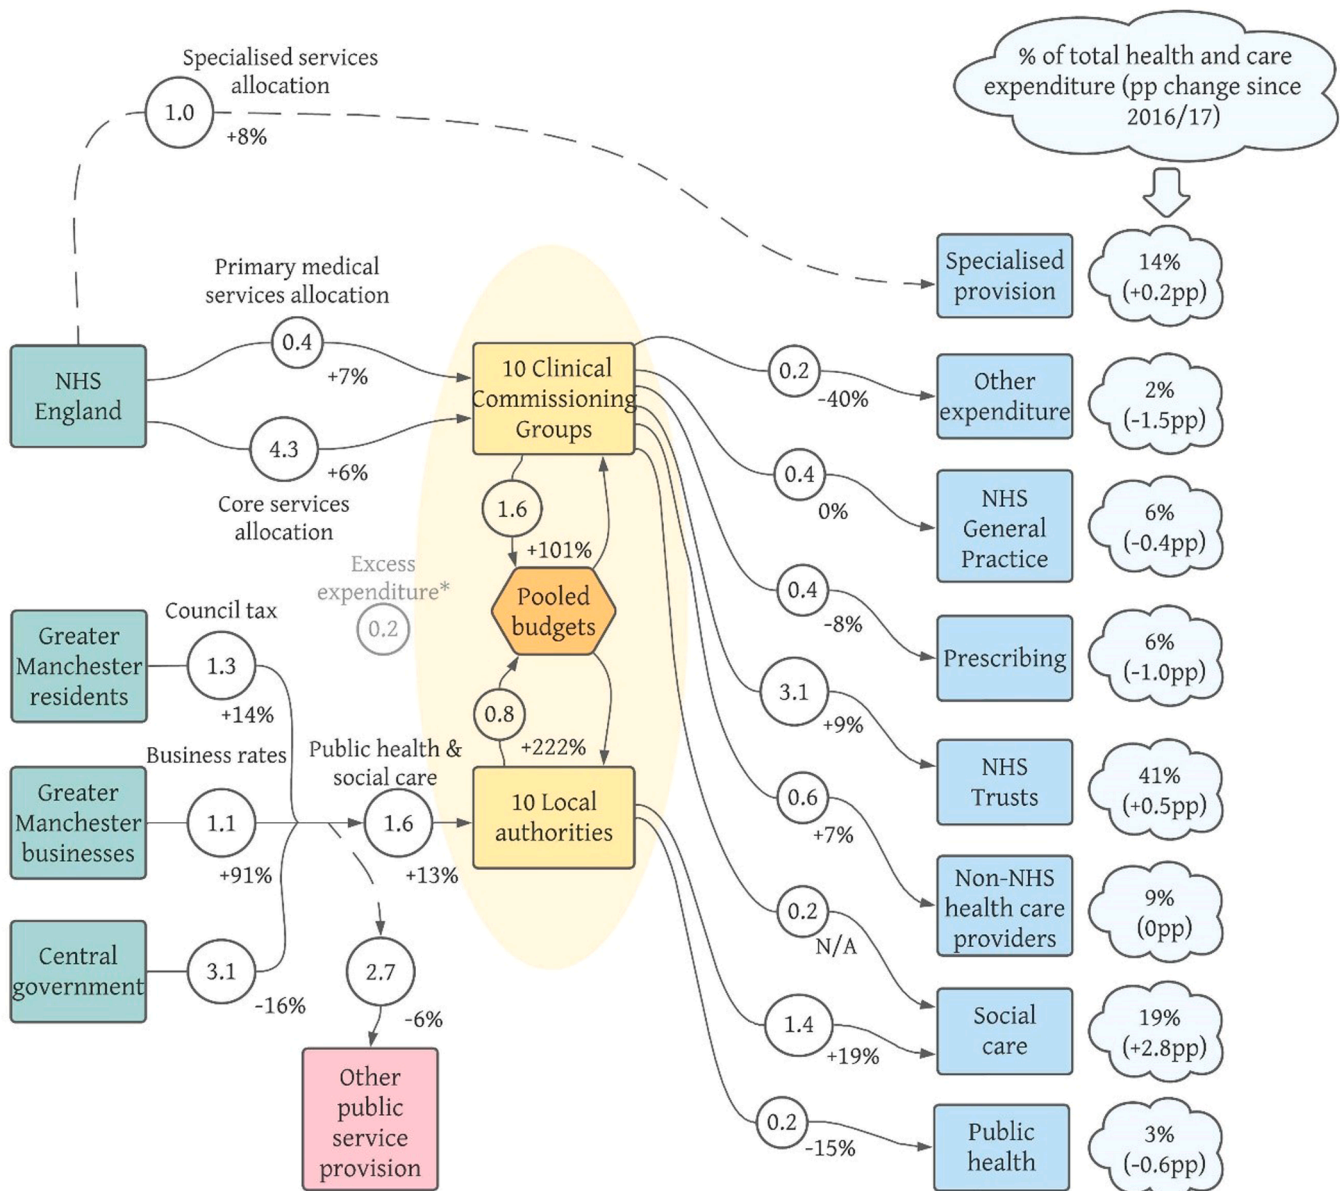 Specialised services
allocation
1.0
+8%
% of total health and care
expenditure (pp change since
2016/17)
Specialised
provision
14%
(+0.2pp)
Primary medical
services allocation
0.4
+7%
NHS
England
4.3
+6%
Core services
allocation
10 Clinical
Commissioning
Groups
0.2
-40%
Other
expenditure
2%
(-1.5pp)
0.4
0%
NHS
General
Practice
6%
(-0.4pp)
1.6
+101%
Excess
expenditure*
0.2
Pooled
budgets
0.4
-8%
Prescribing
6%
(-1.0pp)
Council tax
Greater
Manchester
residents
1.3
+14%
0.8
+222%
3.1
+9%
NHS
Trusts
41%
(+0.5pp)
Business rates
Greater
Manchester
businesses
1.1
+91%
Public health &
social care
1.6
+13%
10 Local
authorities
0.6
+7%
Non-NHS
health care
providers
9%
(0pp)
Central
government
3.1
-16%
2.7
-6%
Other
public
service
provision
0.2
N/A
1.4
+19%
Social
care
19%
(+2.8pp)
0.2
-15%
Public
health
3%
(-0.6pp)